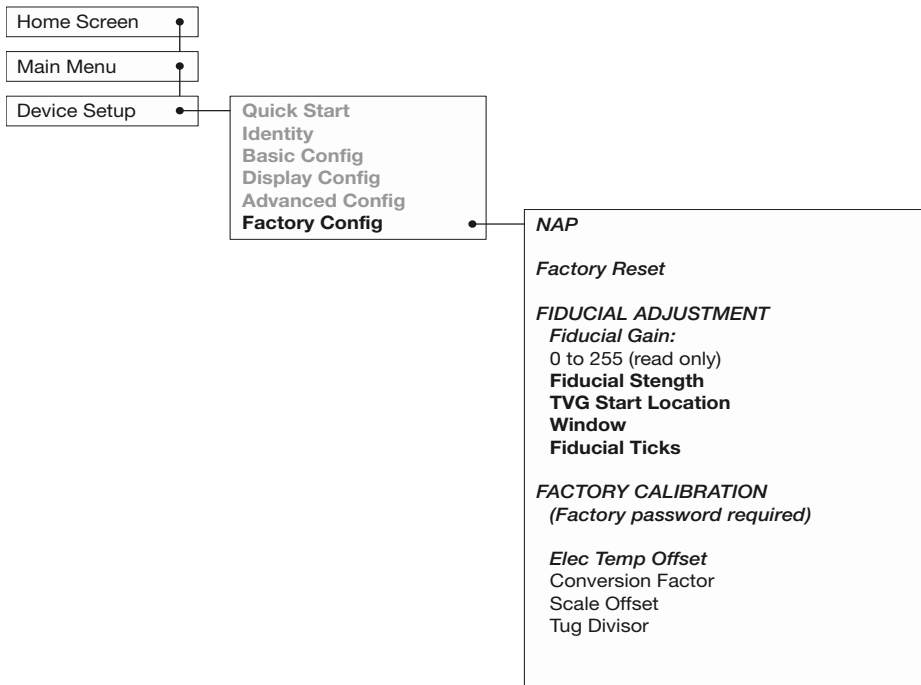 Home Screen
Main Menu
Device Setup
Quick Start
Identity
Basic Config
Display Config
Advanced Config
Factory Config
NAP
Factory Reset
FIDUCIAL ADJUSTMENT
Fiducial Gain:
0 to 255 (read only)
Fiducial Stength
TVG Start Location
Window
Fiducial Ticks
FACTORY CALIBRATION
(Factory password required)
Elec Temp Offset
Conversion Factor
Scale Offset
Tug Divisor